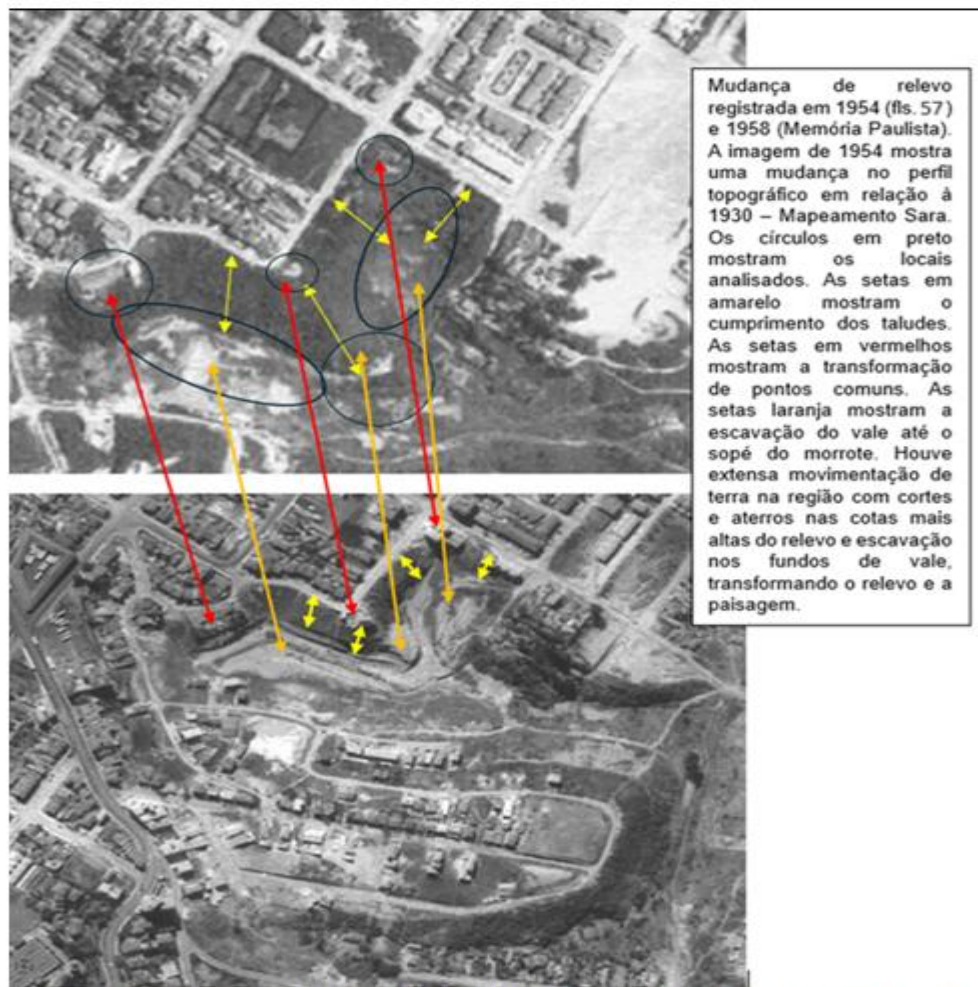 Mudança de relevo
registrada em 1954 (fls. 57)
e 1958 (Memória Paulista).
A imagem de 1954 mostra
uma mudança no perfil
topográfico em relação à
1930 – Mapeamento Sara.
Os círculos em preto
mostram os locais
analisados. As setas em
amarelo mostram o
cumprimento dos taludes.
As setas em vermelhos
mostram a transformação
de pontos comuns. As
setas laranja mostram a
escavação do vale até o
sopé do morrote. Houve
extensa movimentação de
terra na região com cortes
e aterros nas cotas mais
altas do relevo e escavação
nos fundos de vale,
transformando o relevo e a
paisagem.